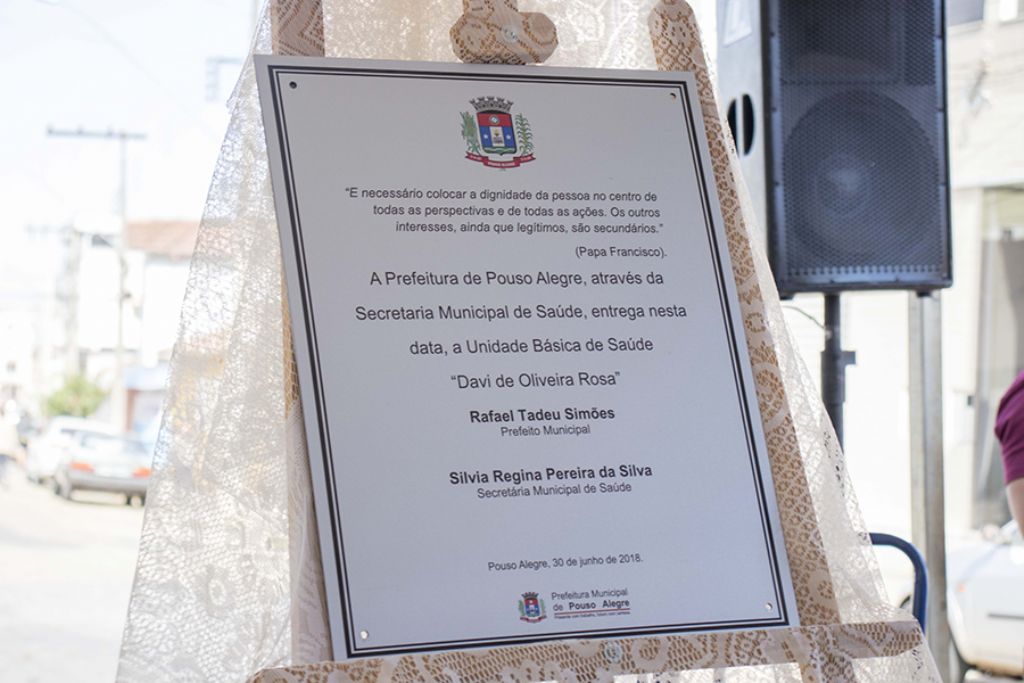 “E necessário colocar a dignidade da pessoa no centro de
todas as perspectivas e de todas as ações. Os outros
interesses, ainda que legítimos, são secundários.”
(Papa Francisco).
A Prefeitura de Pouso Alegre, através da
Secretaria Municipal de Saúde, entrega nesta
data, a Unidade Básica de Saúde
“Davi de Oliveira Rosa”
Rafael Tadeu Simões
Prefeito Municipal
Silvia Regina Pereira da Silva
Secretária Municipal de Saúde
Pouso Alegre, 30 de junho de 2018.
Prefeitura Municipal
de Pouso Alegre